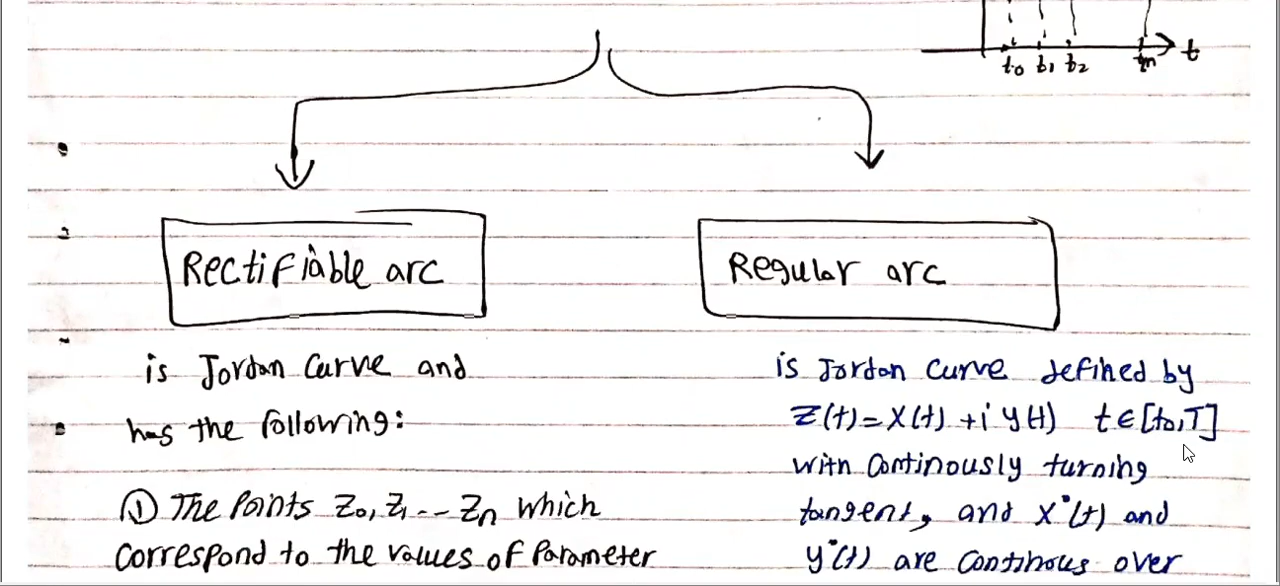 t₀ t₁ t₂ tn t
Rectifiable arc
Regular arc
is Jordan Curve and
has the following:
① The Points Z₀, Z₁ -- Zn which
correspond to the values of Parameter
is Jordan Curve defined by
Z(t) = X(t) + i y(t) t ∈ [t₀, T]
with Continously turning
tangent, and X˙(t) and
y˙(t) are Continous over